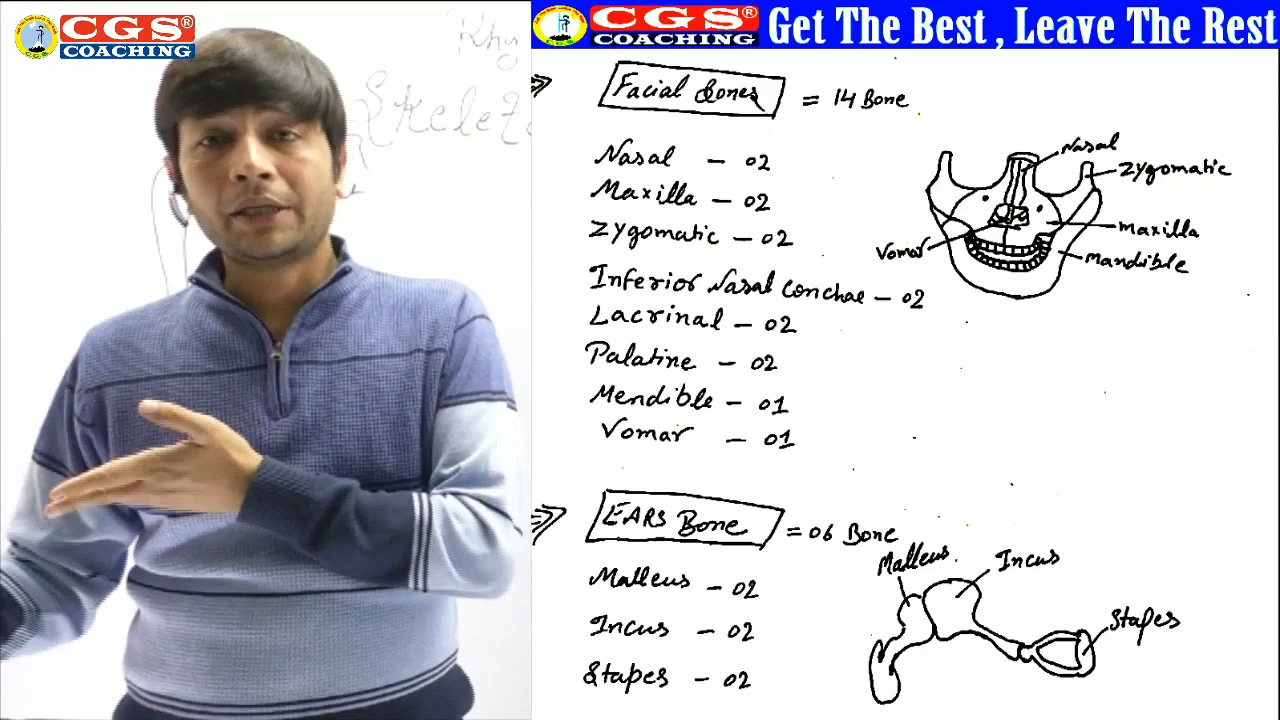 CGS®
COACHING
Khy
Skelet
CGS®
COACHING
Get The Best , Leave The Rest
Facial Bones = 14 Bone
Nasal - 02
Maxilla - 02
Zygomatic - 02
Inferior Nasal Conchae - 02
Lacrinal - 02
Palatine - 02
Mendible - 01
Vomar - 01
Nasal
Zygomatic
Maxilla
Vomar
Mandible
EARS Bone = 06 Bone
Malleus - 02
Incus - 02
Stapes - 02
Malleus.
Incus
Stapes